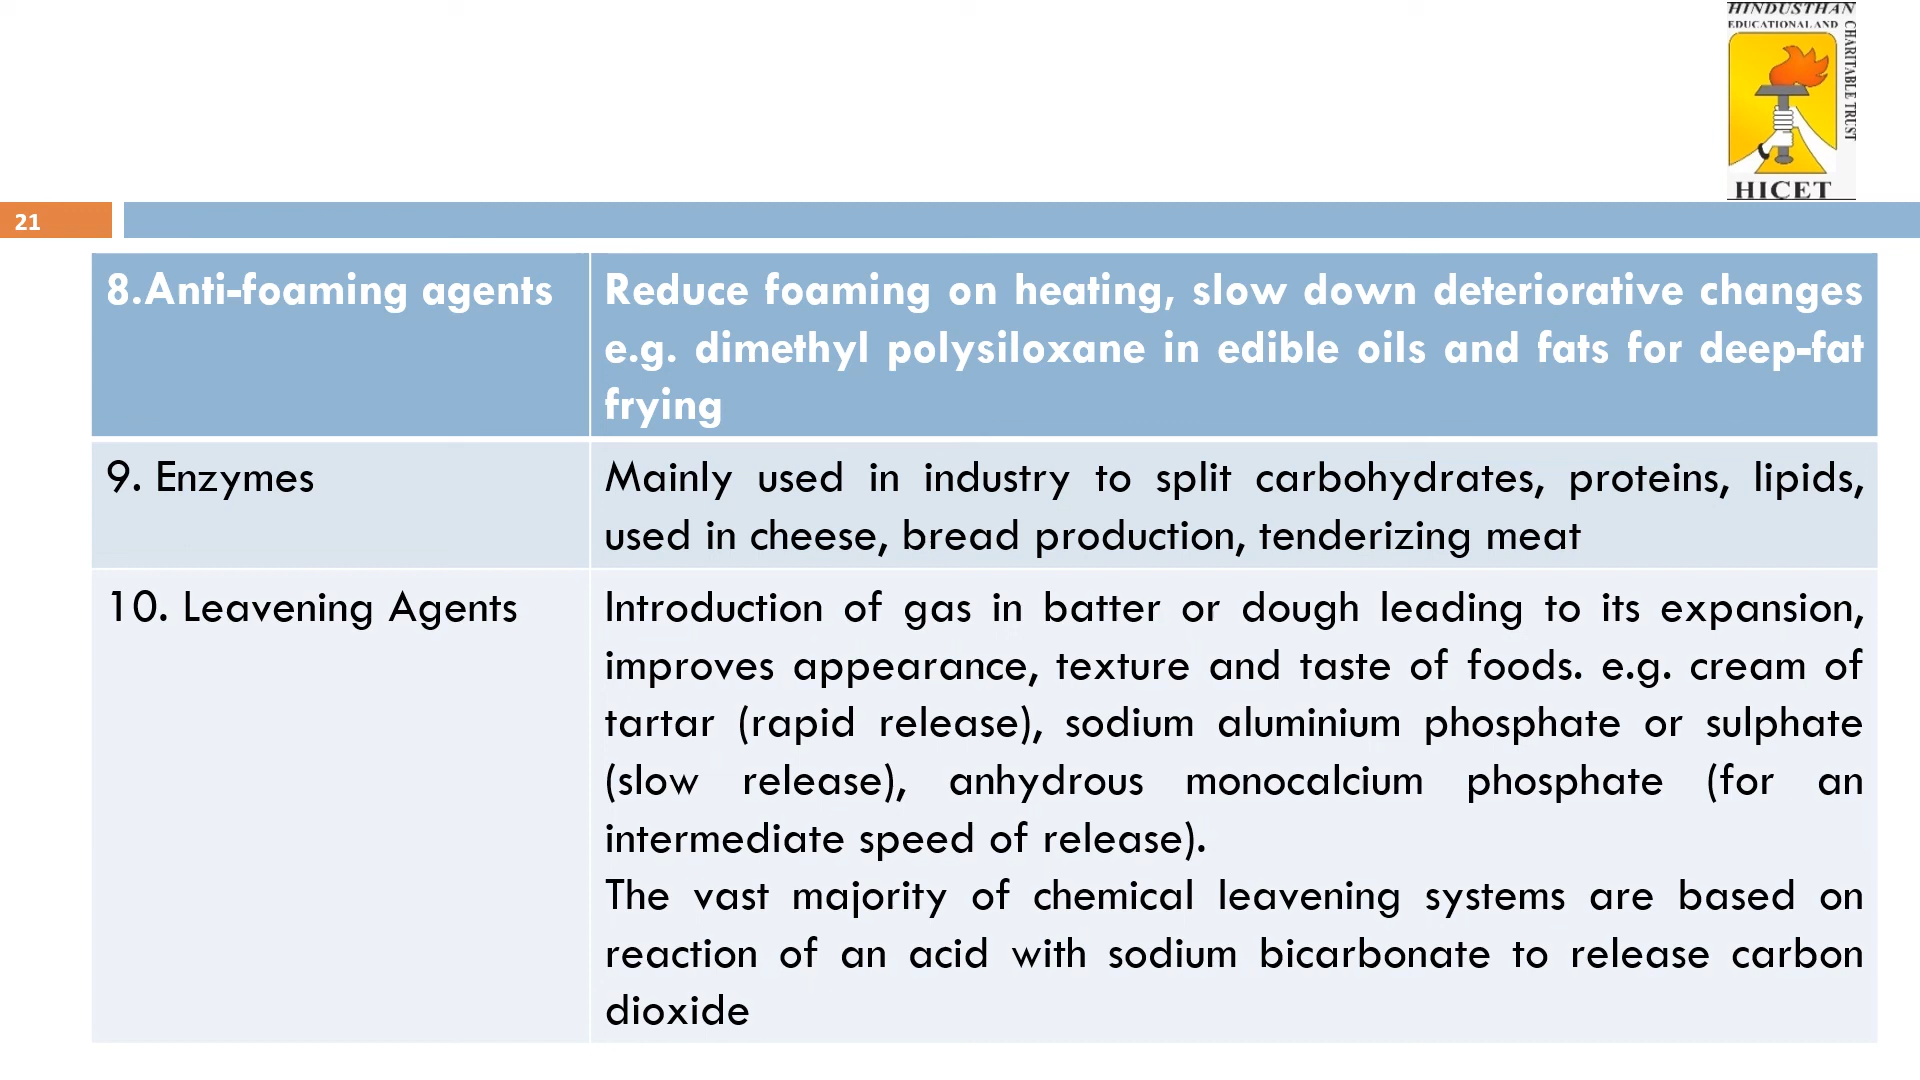 HINDUSTHAN
EDUCATIONAL AND
CHARITABLE TRUST
HICET
21
8.Anti-foaming agents
Reduce foaming on heating, slow down deteriorative changes
e.g. dimethyl polysiloxane in edible oils and fats for deep-fat
frying
9. Enzymes
Mainly used in industry to split carbohydrates, proteins, lipids,
used in cheese, bread production, tenderizing meat
10. Leavening Agents
Introduction of gas in batter or dough leading to its expansion,
improves appearance, texture and taste of foods. e.g. cream of
tartar (rapid release), sodium aluminium phosphate or sulphate
(slow release), anhydrous monocalcium phosphate (for an
intermediate speed of release).
The vast majority of chemical leavening systems are based on
reaction of an acid with sodium bicarbonate to release carbon
dioxide